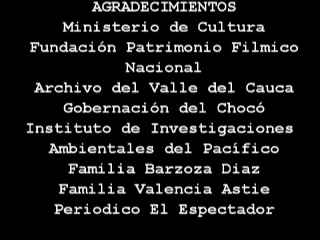 AGRADECIMIENTOS
Ministerio de Cultura
Fundación Patrimonio Filmico
Nacional
Archivo del Valle del Cauca
Gobernación del Chocó
Instituto de Investigaciones
Ambientales del Pacífico
Familia Barzoza Diaz
Familia Valencia Astie
Periodico El Espectador